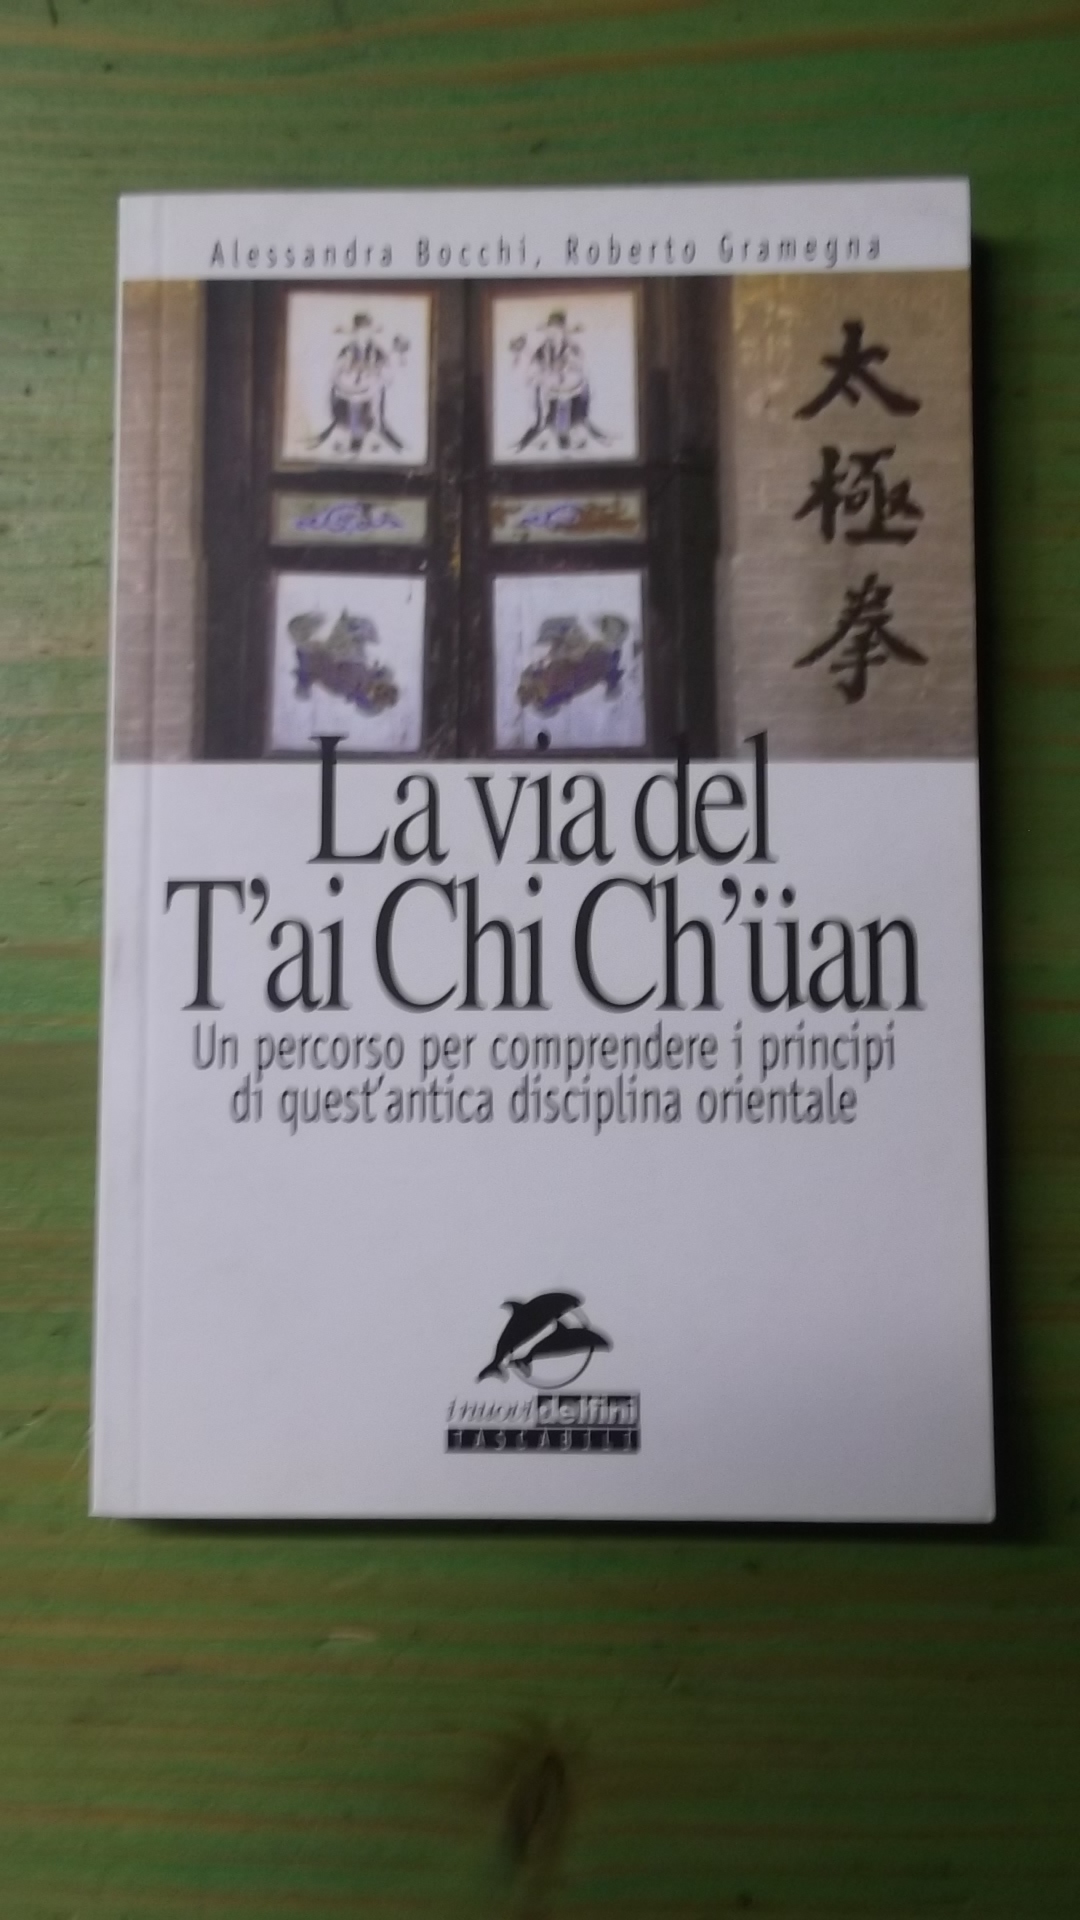 Alessandra Bocchi, Roberto Gramegna
太
極
拳
La via del
T'ai Chi Ch'üan
Un percorso per comprendere i principi
di quest'antica disciplina orientale
i nuovi delfini
TASCABILI